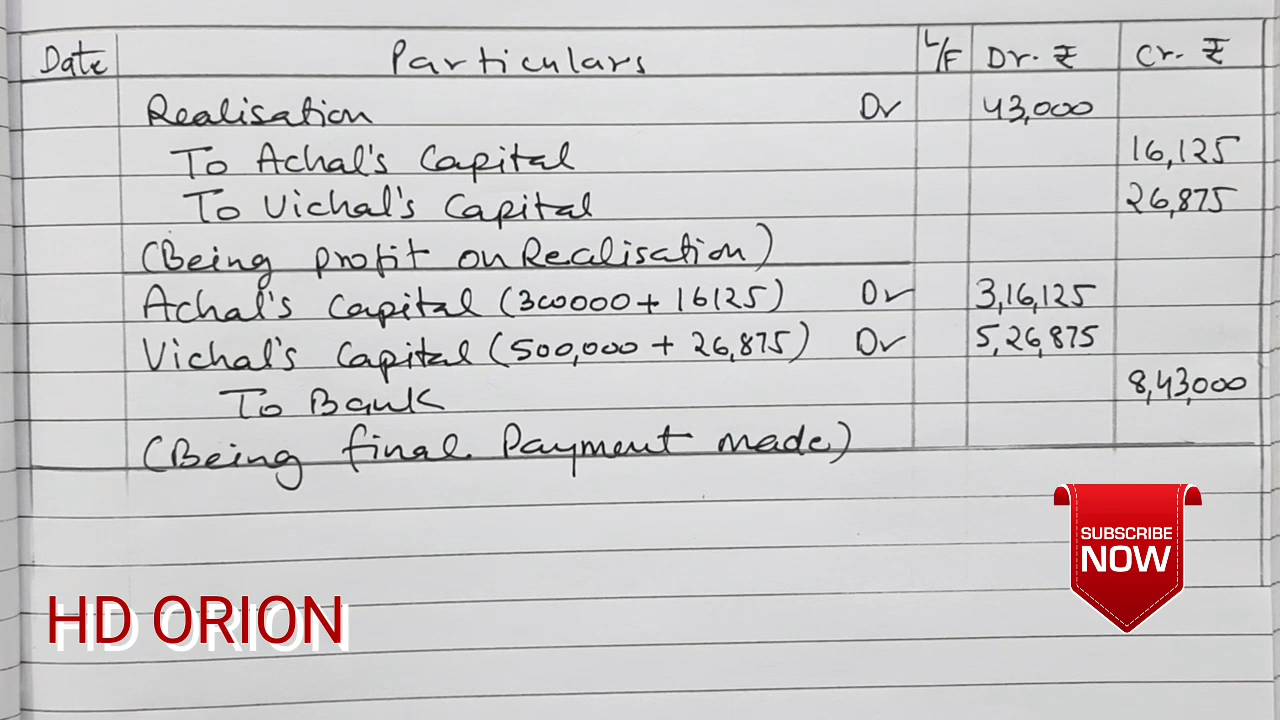 Date Particulars L/F Dr. ₹ Cr. ₹
Realisation Dr 43,000
To Achal's Capital 16,125
To Vichal's Capital 26,875
(Being profit on Realisation)
Achal's Capital (300000 + 16125) Dr 3,16,125
Vichal's Capital (500,000 + 26,875) Dr 5,26,875
To Bank 8,43,000
(Being final Payment made)
SUBSCRIBE
NOW
HD ORION